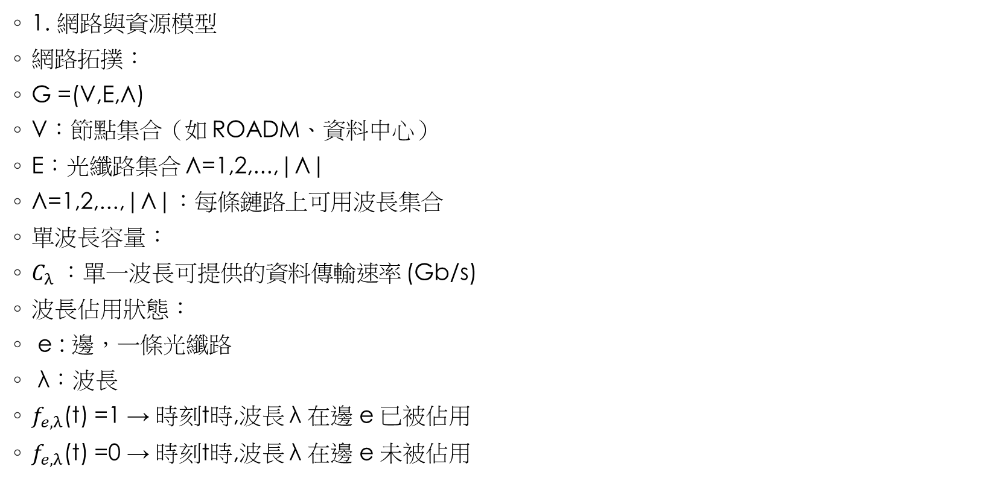 ◦ 1. 網路與資源模型
◦ 網路拓撲：
◦ G =(V,E,Λ)
◦ V：節點集合（如 ROADM、資料中心）
◦ E：光纖路集合 Λ=1,2,...,|Λ|
◦ Λ=1,2,...,|Λ|：每條鏈路上可用波長集合
◦ 單波長容量：
◦ C_λ ：單一波長可提供的資料傳輸速率 (Gb/s)
◦ 波長佔用狀態：
◦ e : 邊，一條光纖路
◦ λ：波長
◦ f_{e,λ}(t) =1 → 時刻t時,波長 λ 在邊 e 已被佔用
◦ f_{e,λ}(t) =0 → 時刻t時,波長 λ 在邊 e 未被佔用